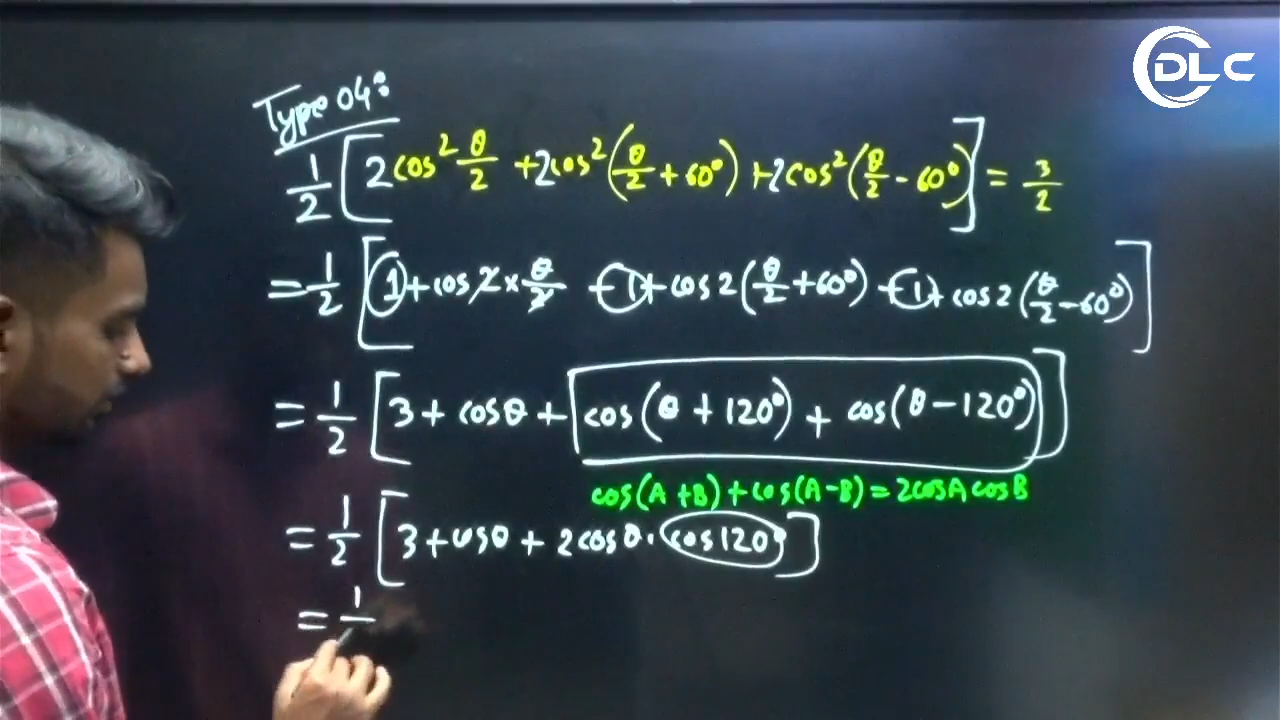 DLC
Type 04:
1/2 [2cos² θ/2 + 2cos²(θ/2 + 60°) + 2cos²(θ/2 - 60°)] = 3/2
= 1/2 [1 + cos 2 × θ/2 + 1 + cos 2(θ/2 + 60°) + 1 + cos 2(θ/2 - 60°)]
= 1/2 [3 + cosθ + cos(θ + 120°) + cos(θ - 120°)]
cos(A + B) + cos(A - B) = 2cosA cosB
= 1/2 [3 + cosθ + 2cosθ · cos120°]
= 1/